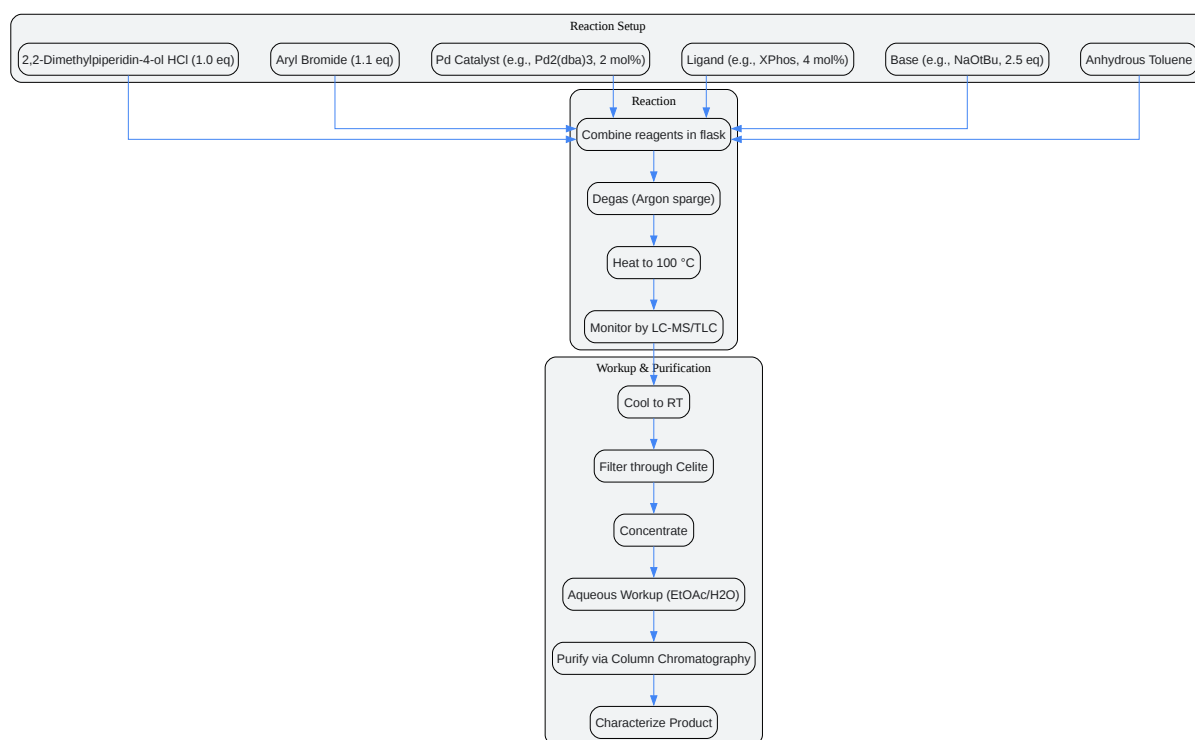 Reaction Setup
2,2-Dimethylpiperidin-4-ol HCl (1.0 eq)
Aryl Bromide (1.1 eq)
Pd Catalyst (e.g., Pd2(dba)3, 2 mol%)
Ligand (e.g., XPhos, 4 mol%)
Base (e.g., NaOtBu, 2.5 eq)
Anhydrous Toluene
Reaction
Combine reagents in flask
Degas (Argon sparge)
Heat to 100 °C
Monitor by LC-MS/TLC
Workup & Purification
Cool to RT
Filter through Celite
Concentrate
Aqueous Workup (EtOAc/H2O)
Purify via Column Chromatography
Characterize Product